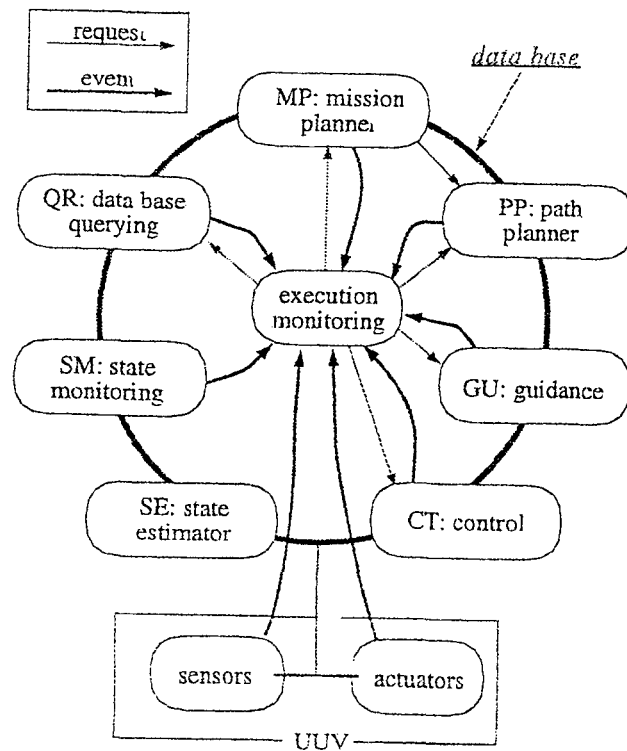 request
event
data base
MP: mission
planner
QR: data base
querying
PP: path
planner
execution
monitoring
SM: state
monitoring
GU: guidance
SE: state
estimator
CT: control
sensors
actuators
UUV